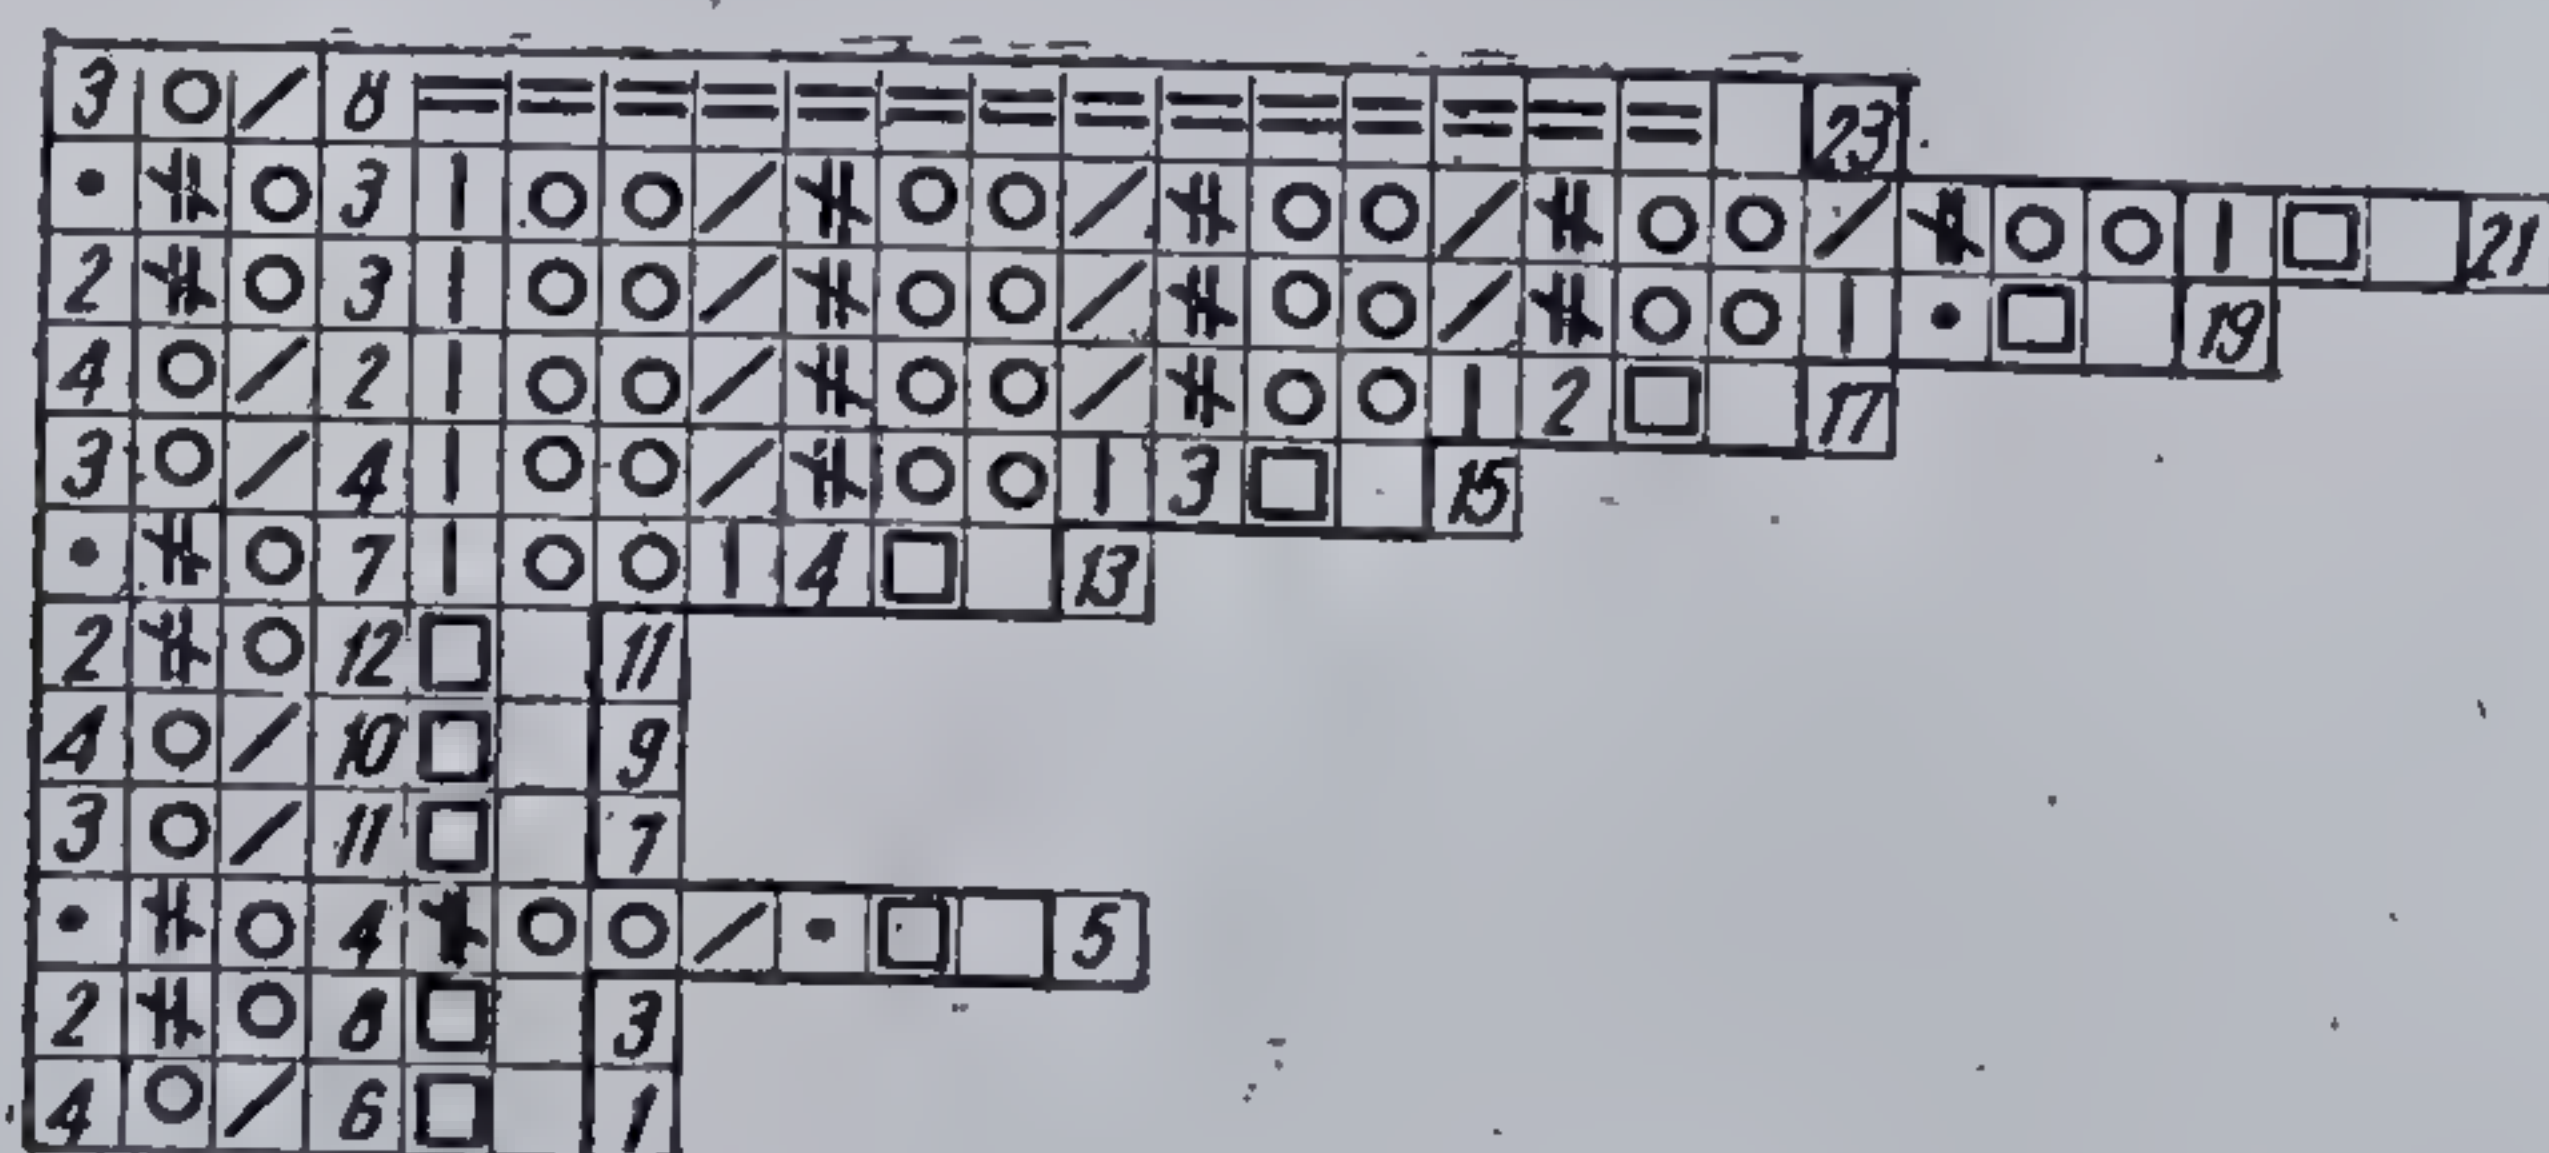 3 ○ / 8 = = = = = = = = = = = = = = 23
• # ○ 3 | ○ ○ / # ○ ○ / # ○ ○ / # ○ ○ / # ○ ○ | □ 21
2 # ○ 3 | ○ ○ / # ○ ○ / # ○ ○ / # ○ ○ | • □ 19
4 ○ / 2 | ○ ○ / # ○ ○ / # ○ ○ | 2 □ 17
3 ○ / 4 | ○ ○ / # ○ ○ | 3 □ 15
• # ○ 7 | ○ ○ | 4 □ 13
2 # ○ 12 □ 11
4 ○ / 10 □ 9
3 ○ / 11 □ 7
• # ○ 4 # ○ ○ / • □ 5
2 # ○ 8 □ 3
4 ○ / 6 □ 1